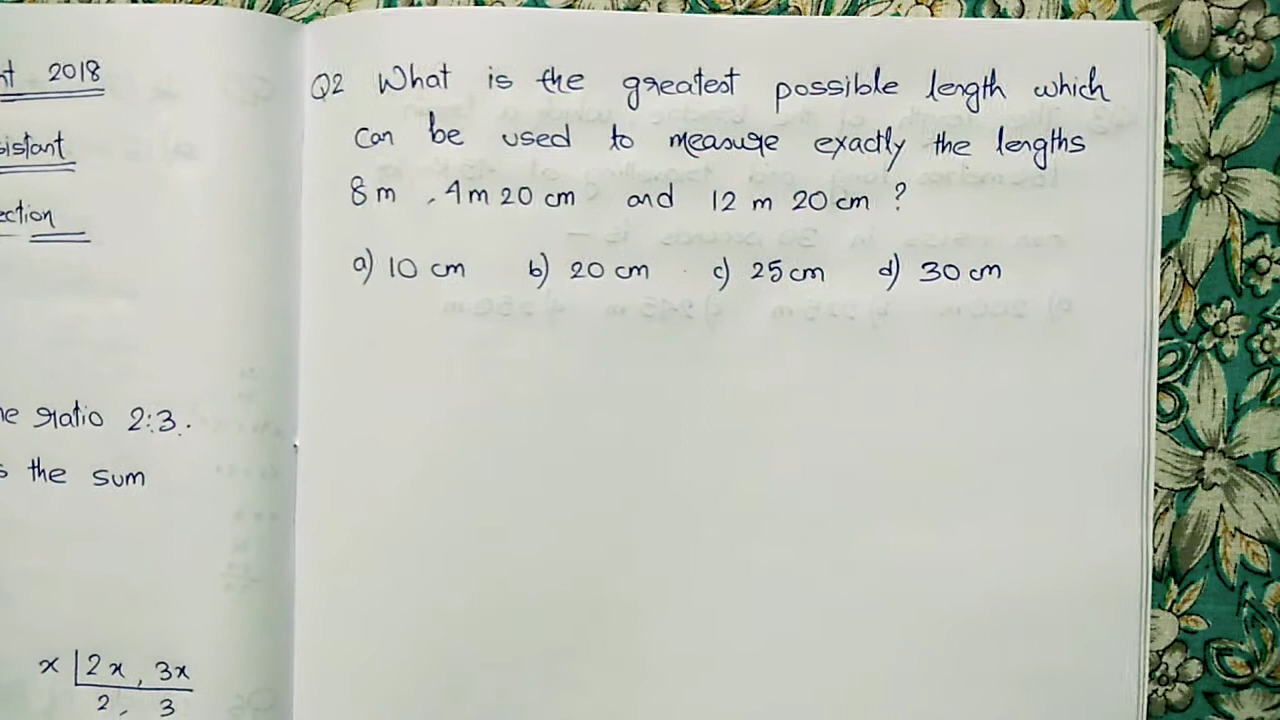 2018
Q2 What is the greatest possible length which
can be used to measure exactly the lengths
8 m , 4 m 20 cm and 12 m 20 cm ?
a) 10 cm b) 20 cm c) 25 cm d) 30 cm
ratio 2:3.
the sum
x | 2x , 3x
2 , 3